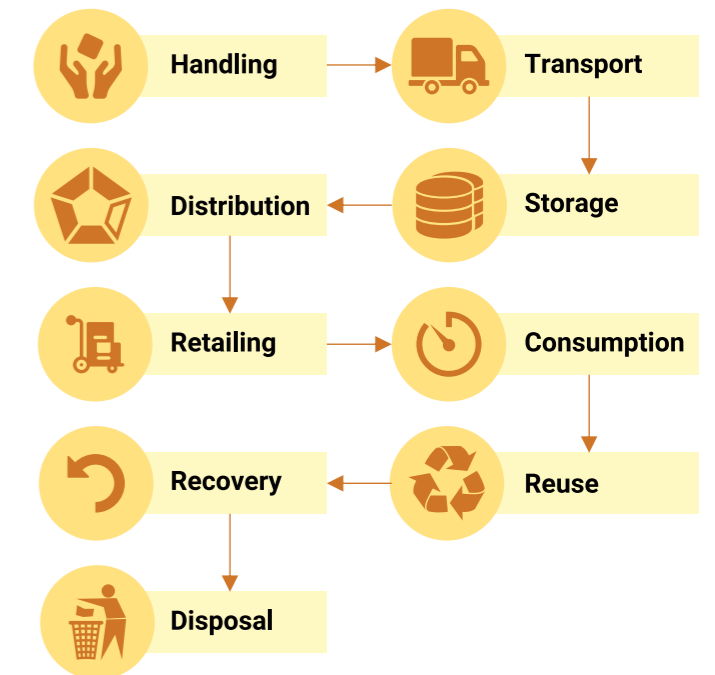 Handling
Transport
Distribution
Storage
Retailing
Consumption
Recovery
Reuse
Disposal